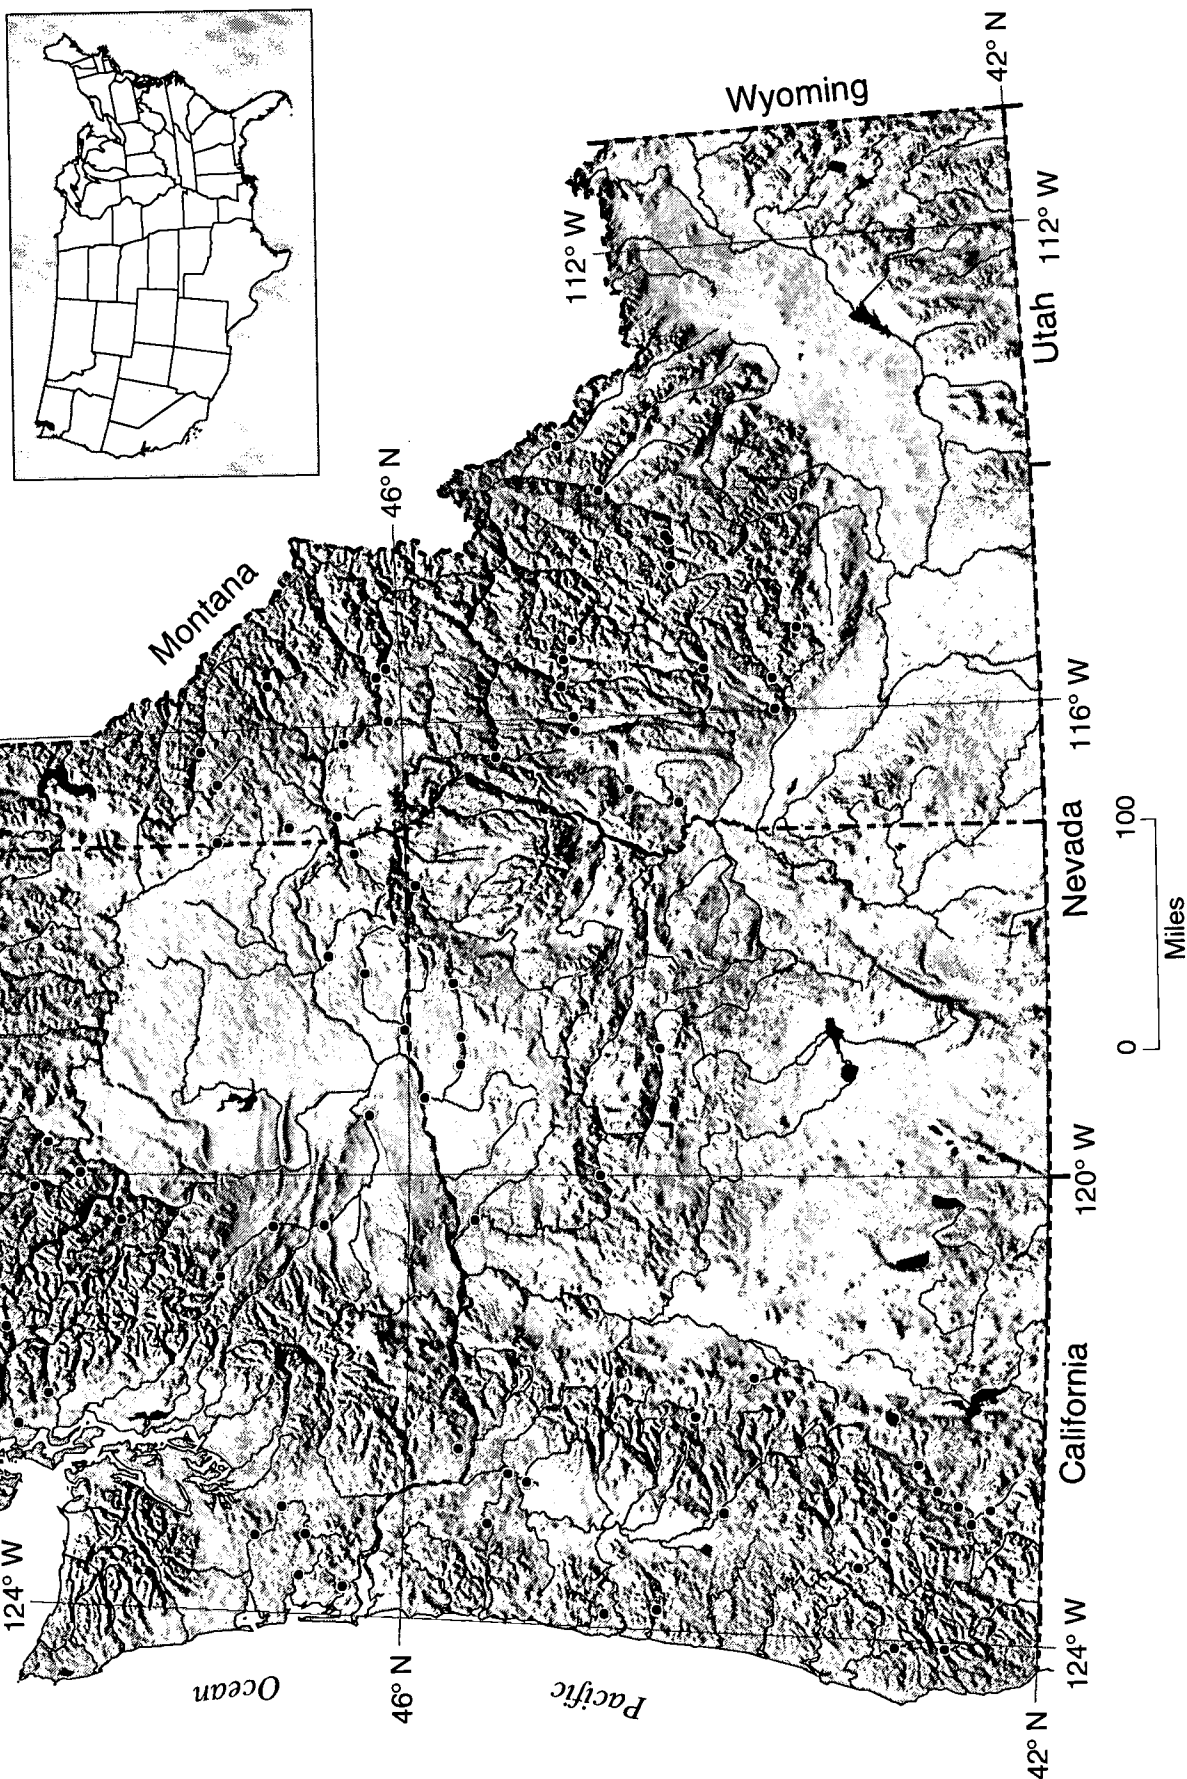 Wyoming
42° N
112° W
112° W
Utah
46° N
Montana
116° W
Nevada
100
0
Miles
120° W
California
124° W
124° W
46° N
42° N
Pacific
Ocean